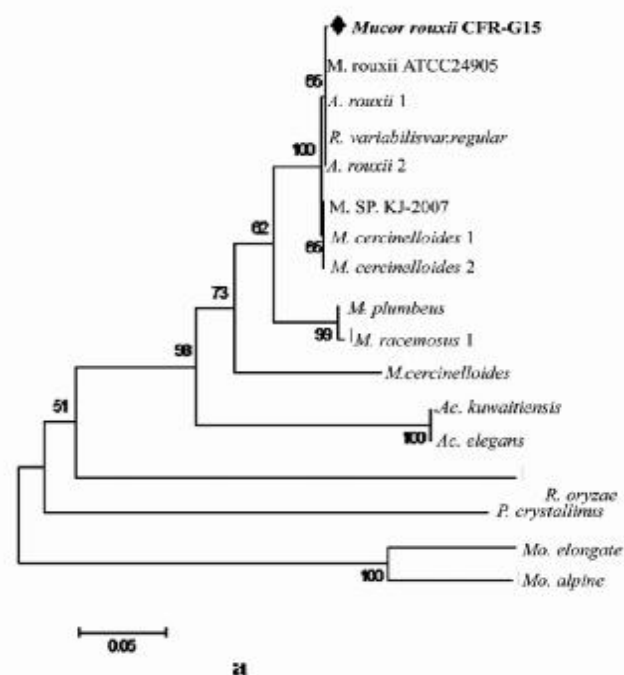 Mucor rouxii CFR-G15
M. rouxii ATCC24905
65
A. rouxii 1
R. variabilisvar.regular
100
A. rouxii 2
M. SP. KJ-2007
62
M. cercinelloides 1
65
M. cercinelloides 2
73
M. plumbeus
99
M. racemosus 1
98
M.cercinelloides
51
Ac. kuwaitiensis
100
Ac. elegans
R. oryzae
P. crystallinus
Mo. elongate
100
Mo. alpine
0.05